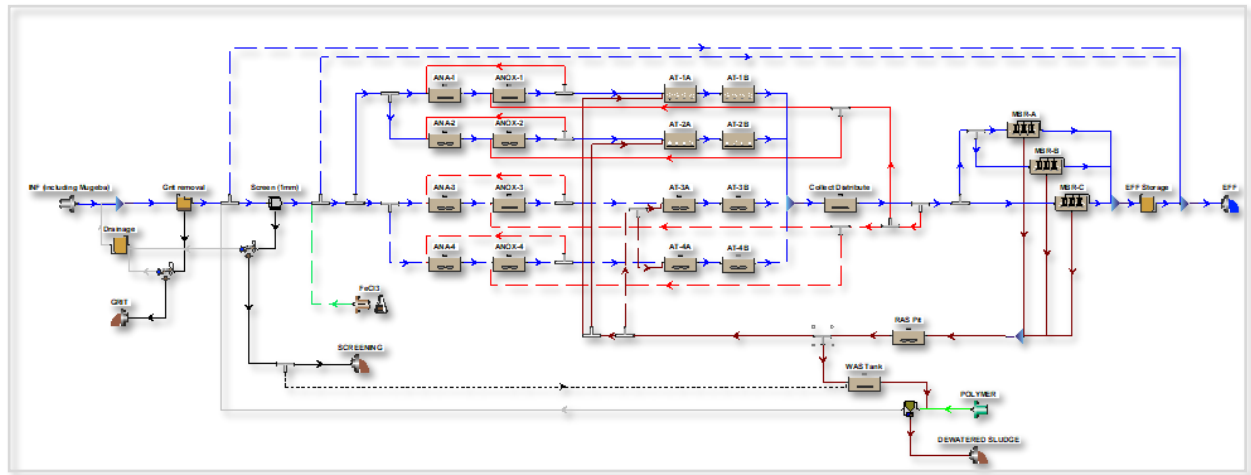 ANA-1
ANOX-1
AT-1A
AT-1B
ANA-2
ANOX-2
AT-2A
AT-2B
MBR-A
MBR-B
INF (including Mugeba)
Grit removal
Screen (1mm)
ANA-3
ANOX-3
AT-3A
AT-3B
Collect Distribute
MBR-C
EFF Storage
EFF
Drainage
ANA-4
ANOX-4
AT-4A
AT-4B
FeCl3
GRIT
RAS Pit
SCREENING
WAS Tank
POLYMER
DEWATERED SLUDGE